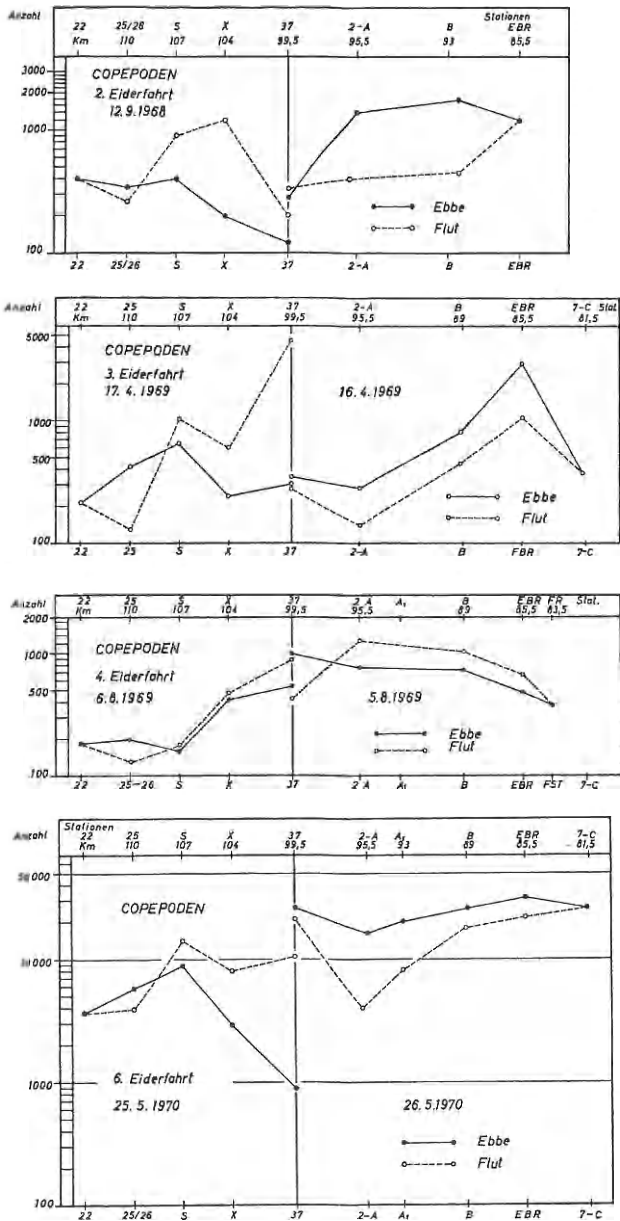 Anzahl 22 25/26 S X 37 2-A B Stationen EBR
Km 110 107 104 89,5 95,5 93 85,5
3000
2000
1000
100
COPEPODEN
2. Eiderfahrt
12.9.1968
Ebbe
Flut
22 25/26 S X 37 2-A B EBR
Anzahl 22 25 S X 37 2-A B EBR 7-C Stat.
Km 110 107 104 99,5 95,5 89 85,5 81,5
5000
1000
500
100
COPEPODEN
3. Eiderfahrt
17.4.1969
16.4.1969
Ebbe
Flut
22 25 S X 37 2-A B FBR 7-C
Anzahl 22 25 S X 37 2 A A₁ B EBR FR Stat.
Km 110 107 104 99,5 95,5 89 85,5 83,5
2000
1000
500
100
COPEPODEN
4. Eiderfahrt
6.8.1969
5.8.1969
Ebbe
Flut
22 25-26 S X 37 2 A A₁ B EBR FST 7-C
Anzahl Stationen
22 25 S X 37 2-A A₁ B EBR 7-C
Km 110 107 104 99,5 95,5 93 89 85,5 81,5
000
000
1000
100
COPEPODEN
6. Eiderfahrt
25.5.1970
26.5.1970
Ebbe
Flut
22 25/26 S X 37 2-A A₁ B EBR 7-C